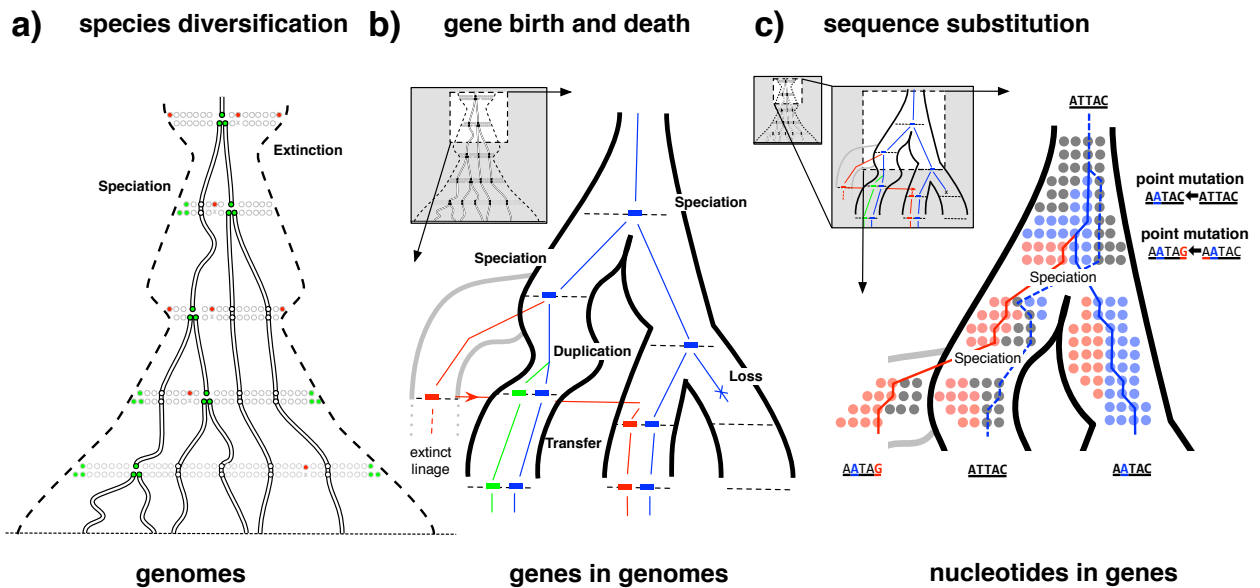 a) species diversification
Extinction
Speciation
genomes
b) gene birth and death
Speciation
Speciation
Duplication
Loss
Transfer
extinct
linage
genes in genomes
c) sequence substitution
ATTAC
point mutation
AATAC⬅ATTAC
point mutation
AATAG⬅AATAC
Speciation
Speciation
AATAG
ATTAC
AATAC
nucleotides in genes